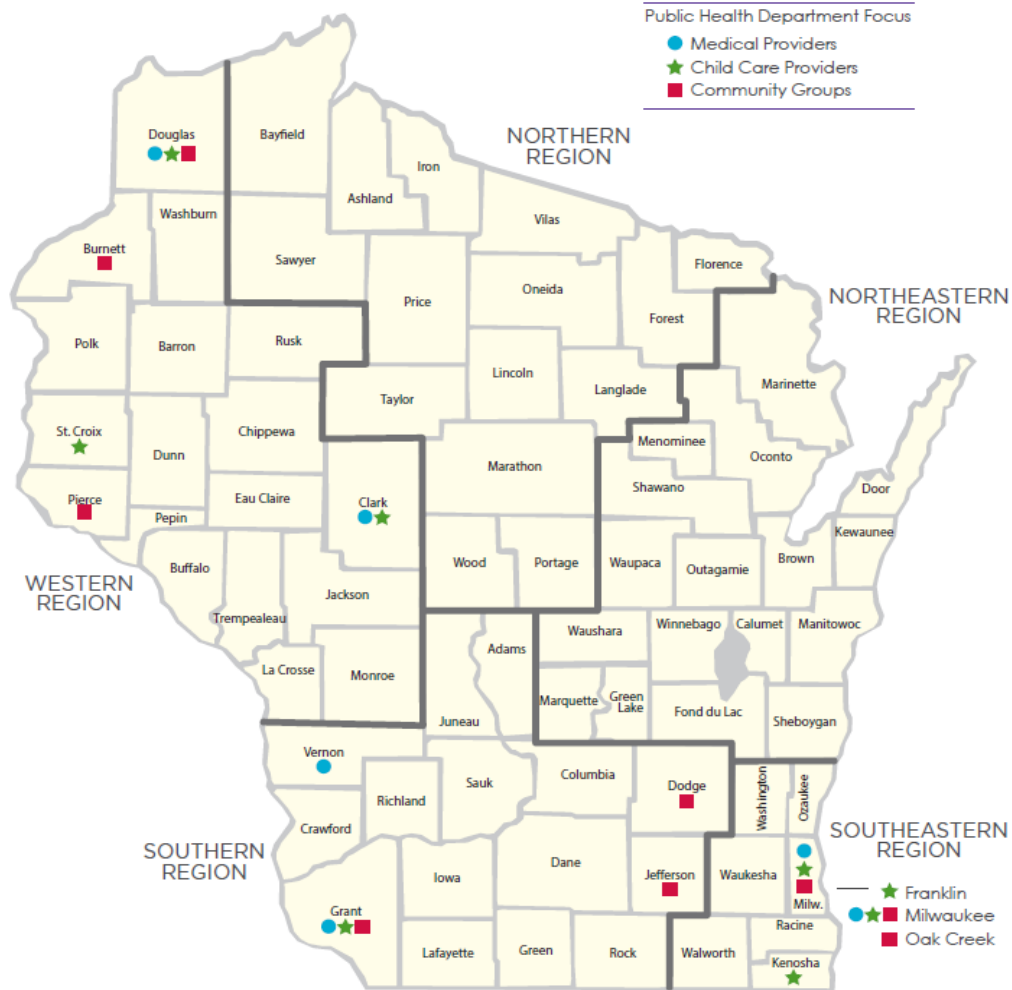 Public Health Department Focus
Medical Providers
Child Care Providers
Community Groups
NORTHERN
REGION
Douglas
Bayfield
Iron
Ashland
Washburn
Vilas
Burnett
Sawyer
Florence
Oneida
Price
Forest
NORTHEASTERN
REGION
Polk
Barron
Rusk
Lincoln
Langlade
Marinette
Taylor
St. Croix
Chippewa
Dunn
Menominee
Oconto
Marathon
Shawano
Door
Pierce
Eau Claire
Clark
Pepin
Kewaunee
Brown
Wood
Portage
Waupaca
Outagamie
Buffalo
WESTERN
REGION
Jackson
Trempealeau
Waushara
Winnebago
Calumet
Manitowoc
Adams
La Crosse
Monroe
Marquette
Green
Lake
Fond du Lac
Sheboygan
Juneau
Vernon
Columbia
Sauk
Dodge
Washington
Ozaukee
Richland
Crawford
SOUTHERN
REGION
SOUTHEASTERN
REGION
Dane
Iowa
Jefferson
Waukesha
Milw.
Franklin
Milwaukee
Oak Creek
Grant
Racine
Lafayette
Green
Rock
Walworth
Kenosha